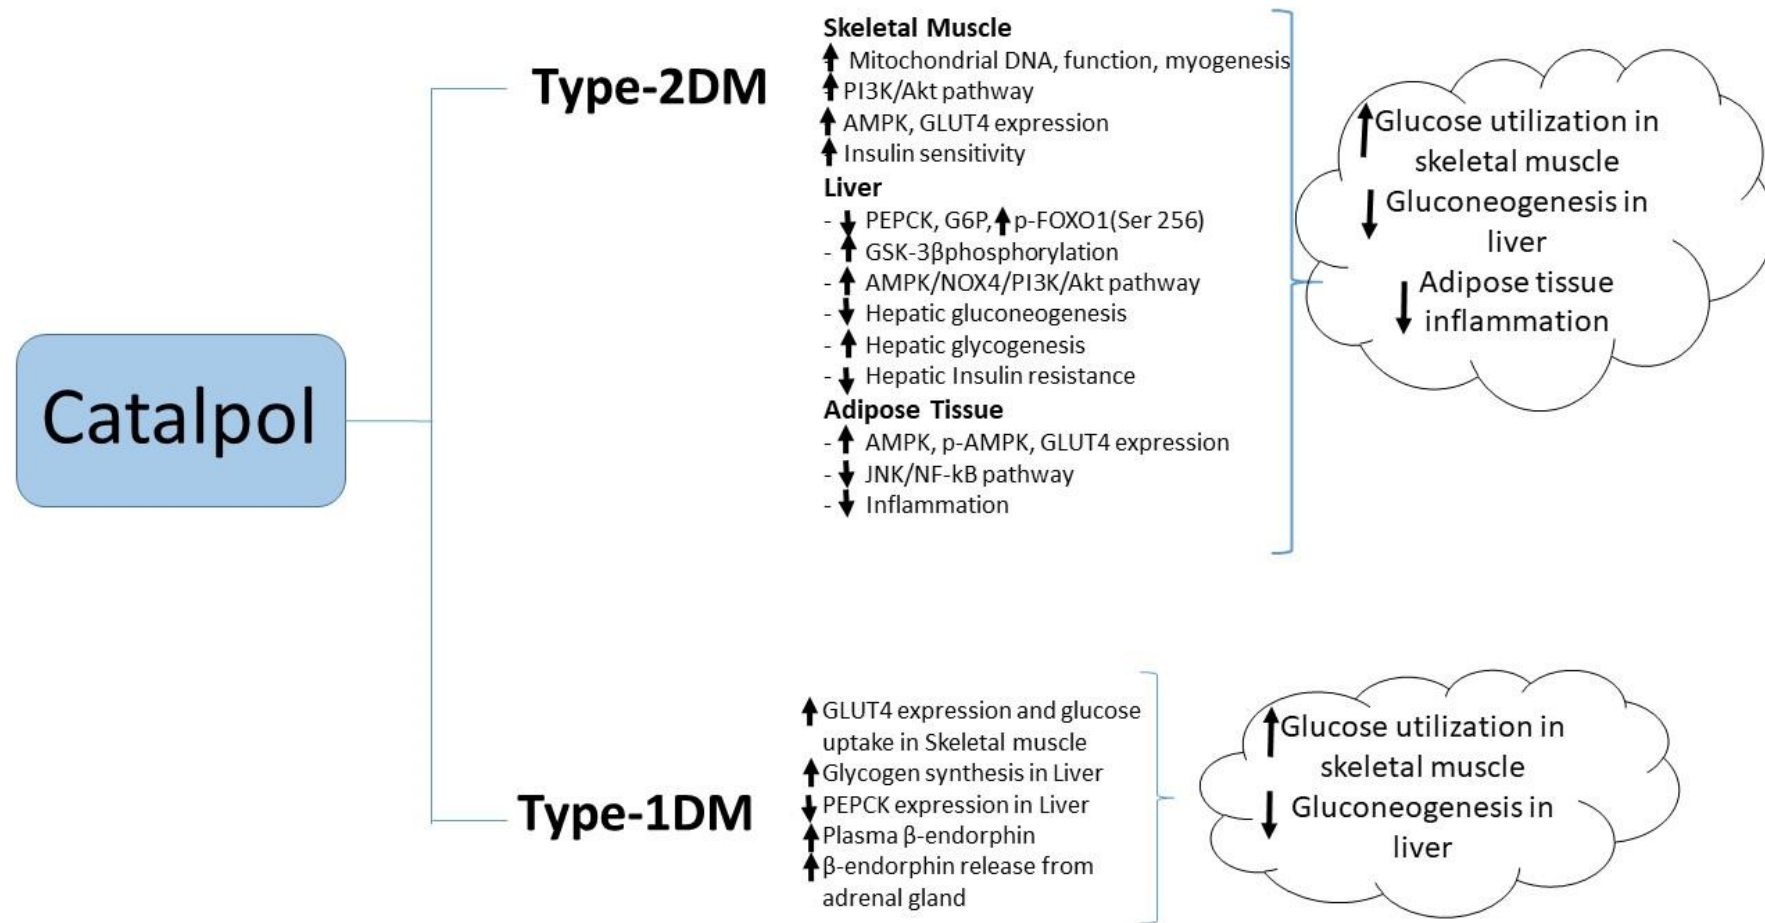 Catalpol
Type-2DM
Skeletal Muscle
↑ Mitochondrial DNA, function, myogenesis
↑ PI3K/Akt pathway
↑ AMPK, GLUT4 expression
↑ Insulin sensitivity
Liver
- ↓ PEPCK, G6P, ↑ p-FOXO1(Ser 256)
- ↑ GSK-3βphosphorylation
- ↑ AMPK/NOX4/PI3K/Akt pathway
- ↓ Hepatic gluconeogenesis
- ↑ Hepatic glycogenesis
- ↓ Hepatic Insulin resistance
Adipose Tissue
- ↑ AMPK, p-AMPK, GLUT4 expression
- ↓ JNK/NF-kB pathway
- ↓ Inflammation
↑ Glucose utilization in
skeletal muscle
↓ Gluconeogenesis in
liver
↓ Adipose tissue
inflammation
Type-1DM
↑ GLUT4 expression and glucose
uptake in Skeletal muscle
↑ Glycogen synthesis in Liver
↓ PEPCK expression in Liver
↑ Plasma β-endorphin
↑ β-endorphin release from
adrenal gland
↑ Glucose utilization in
skeletal muscle
↓ Gluconeogenesis in
liver